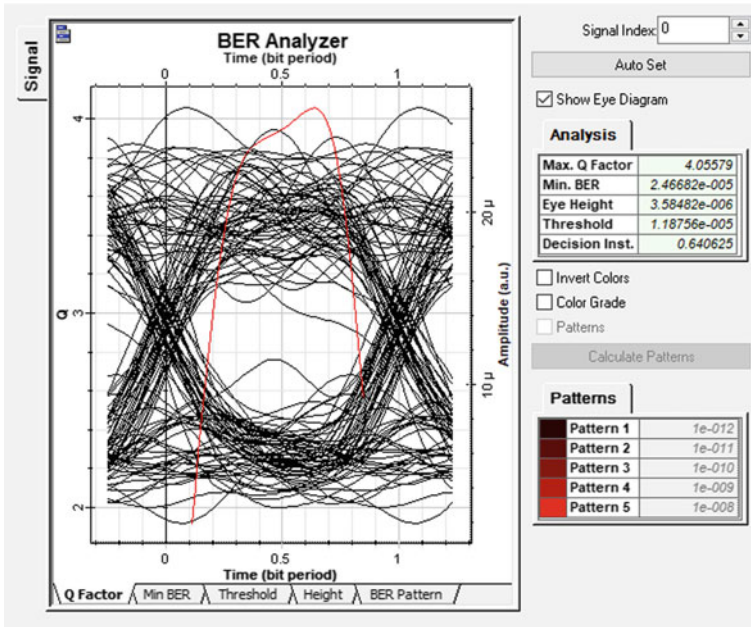 Signal
BER Analyzer
Time (bit period)
0 0.5 1
Q
4
3
2
Amplitude (a.u.)
20 µ
10 µ
0 0.5 1
Time (bit period)
Q Factor Min BER Threshold Height BER Pattern
Signal Index: 0
Auto Set
Show Eye Diagram
Analysis
Max. Q Factor 4.05579
Min. BER 2.46682e-005
Eye Height 3.58482e-006
Threshold 1.18756e-005
Decision Inst. 0.640625
Invert Colors
Color Grade
Patterns
Calculate Patterns
Patterns
Pattern 1 1e-012
Pattern 2 1e-011
Pattern 3 1e-010
Pattern 4 1e-009
Pattern 5 1e-008